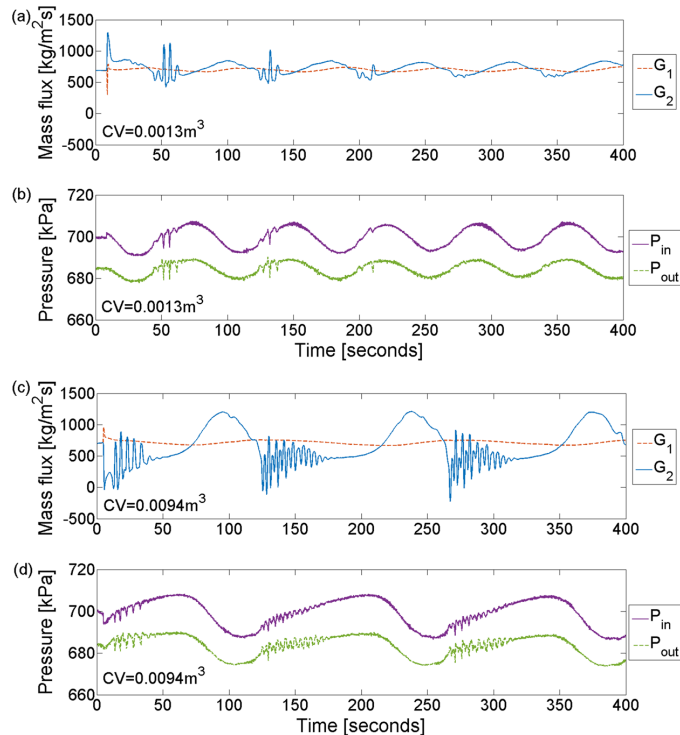 (a)
Mass flux [kg/m²s]
1500
1000
500
0
-500
CV=0.0013m³
0 50 100 150 200 250 300 350 400
G₁
G₂
(b)
Pressure [kPa]
720
700
680
660
CV=0.0013m³
0 50 100 150 200 250 300 350 400
Time [seconds]
P_in
P_out
(c)
Mass flux [kg/m²s]
1500
1000
500
0
-500
CV=0.0094m³
0 50 100 150 200 250 300 350 400
G₁
G₂
(d)
Pressure [kPa]
720
700
680
660
CV=0.0094m³
0 50 100 150 200 250 300 350 400
Time [seconds]
P_in
P_out